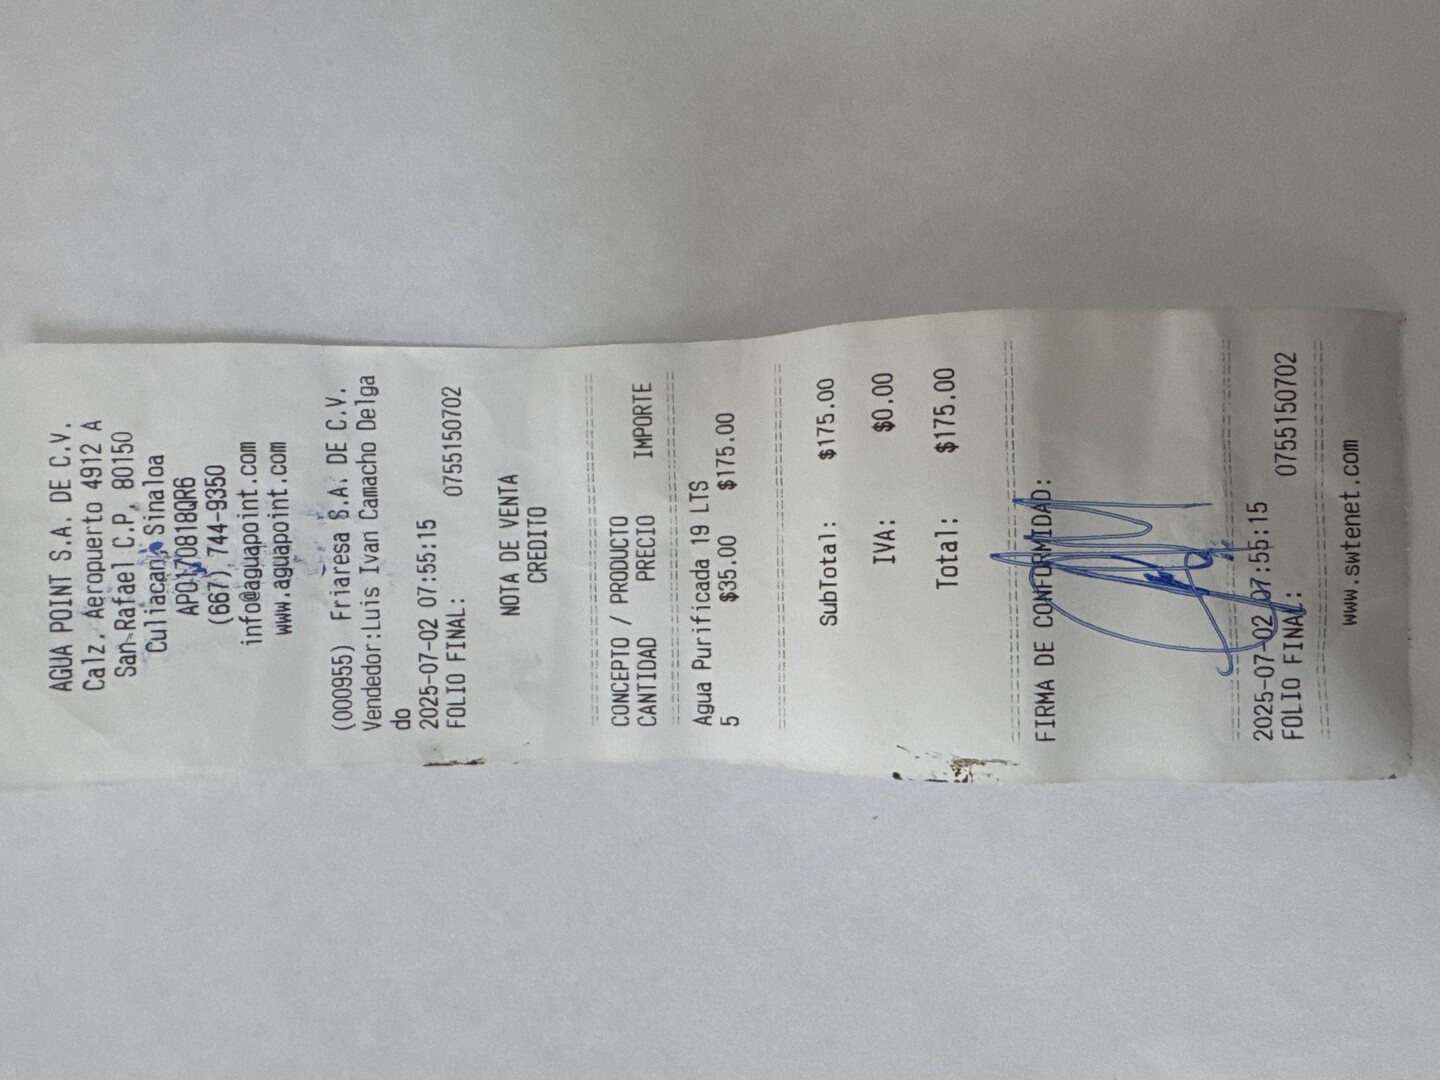 AGUA POINT S.A. DE C.V.
Calz. Aeropuerto 4912 A
San Rafael C.P. 80150
Culiacan, Sinaloa
APO170818QR6
(667) 744-9350
info@aguapoint.com
www.aguapoint.com
(000955) Friaresa S.A. DE C.V.
Vendedor:Luis Ivan Camacho Delga
do
2025-07-02 07:55:15
FOLIO FINAL: 0755150702
NOTA DE VENTA
CREDITO
CONCEPTO / PRODUCTO
CANTIDAD PRECIO IMPORTE
Agua Purificada 19 LTS
5 $35.00 $175.00
SubTotal: $175.00
IVA: $0.00
Total: $175.00
FIRMA DE CONFORMIDAD:
2025-07-02 07:55:15
FOLIO FINAL: 0755150702
www.swtenet.com